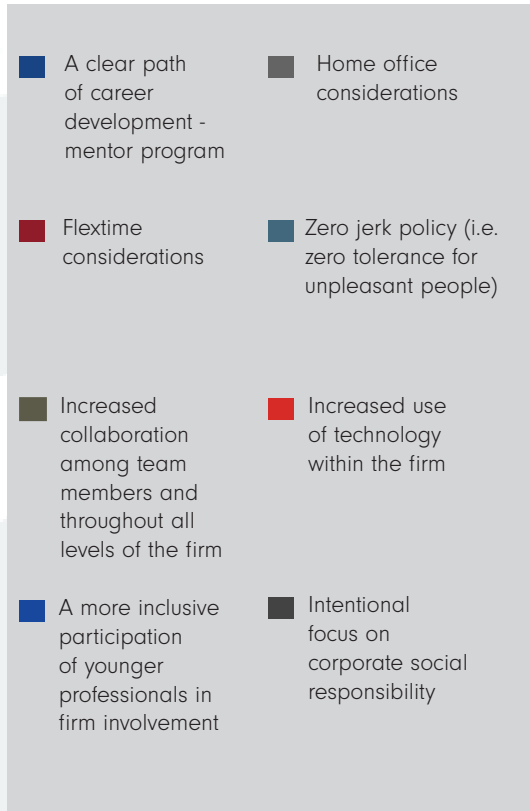 A clear path
of career
development -
mentor program
Home office
considerations
Flextime
considerations
Zero jerk policy (i.e.
zero tolerance for
unpleasant people)
Increased
collaboration
among team
members and
throughout all
levels of the firm
Increased use
of technology
within the firm
A more inclusive
participation
of younger
professionals in
firm involvement
Intentional
focus on
corporate social
responsibility